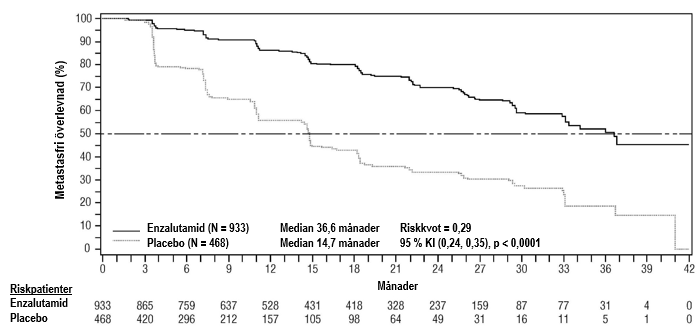 Metastasfri överlevnad (%)
100
90
80
70
60
50
40
30
20
10
0
Enzalutamid (N = 933) Median 36,6 månader Riskkvot = 0,29
Placebo (N = 468) Median 14,7 månader 95 % KI (0,24, 0,35), p < 0,0001
0 3 6 9 12 15 18 21 24 27 30 33 36 39 42
Månader
Riskpatienter
Enzalutamid 933 865 759 637 528 431 418 328 237 159 87 77 31 4 0
Placebo 468 420 296 212 157 105 98 64 49 31 16 11 5 1 0